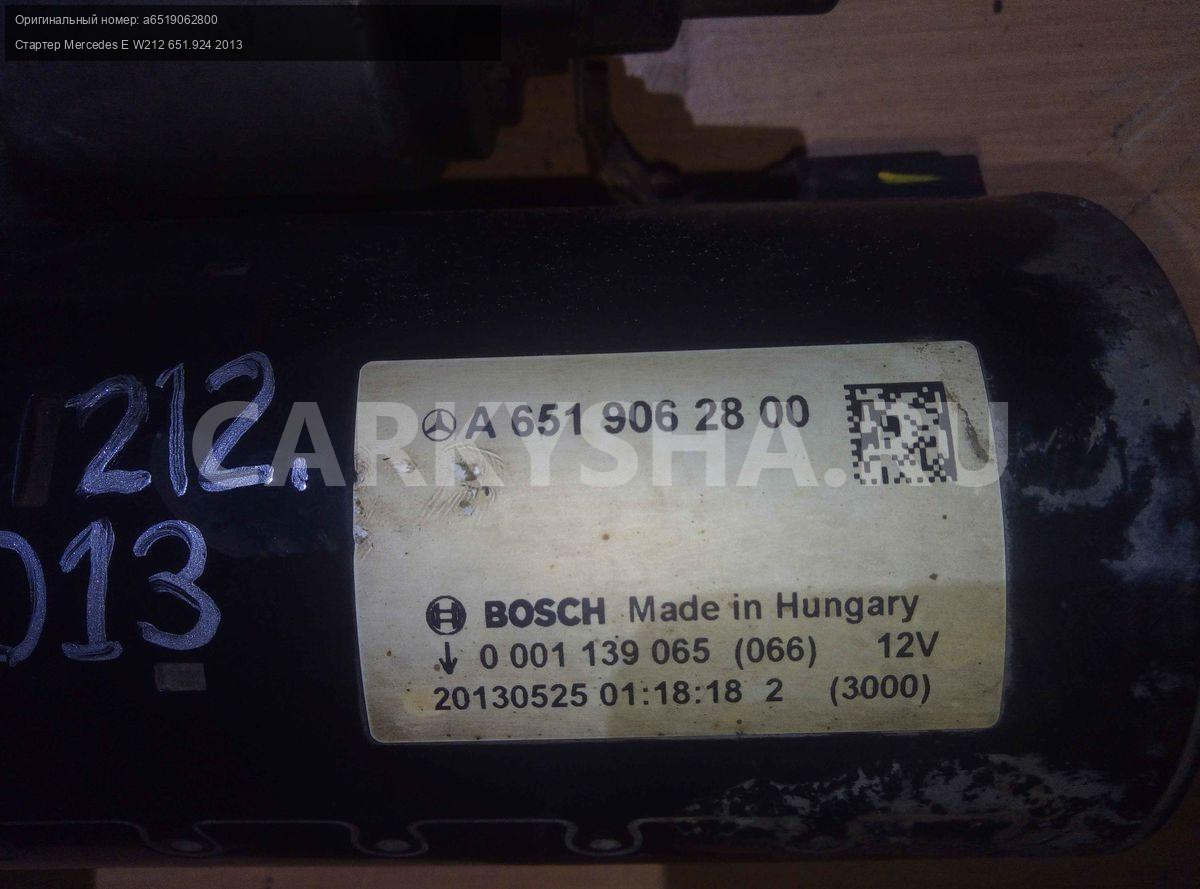 Оригинальный номер: a6519062800
Стартер Mercedes E W212 651.924 2013
212.
013
CARKYSHA.RU
A 651 906 28 00
BOSCH Made in Hungary
↓ 0 001 139 065 (066) 12V
20130525 01:18:18 2 (3000)